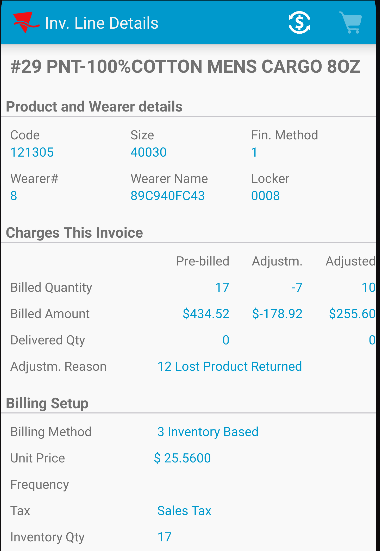 Inv. Line Details
#29 PNT-100%COTTON MENS CARGO 8OZ
Product and Wearer details
Code Size Fin. Method
121305 40030 1
Wearer# Wearer Name Locker
8 89C940FC43 0008
Charges This Invoice
Pre-billed Adjustm. Adjusted
Billed Quantity 17 -7 10
Billed Amount $434.52 $-178.92 $255.60
Delivered Qty 0 0
Adjustm. Reason 12 Lost Product Returned
Billing Setup
Billing Method 3 Inventory Based
Unit Price $ 25.5600
Frequency
Tax Sales Tax
Inventory Qty 17